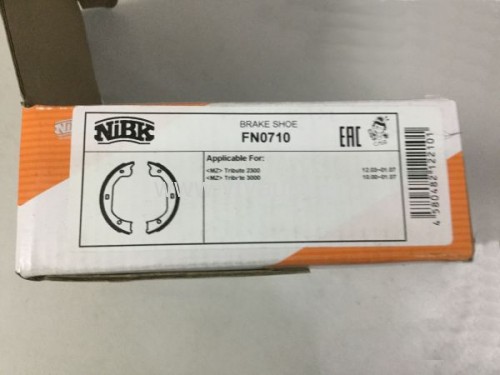 NiBK
BRAKE SHOE
FN0710
EAC
Applicable For:
<MZ> Tribute 2300 12.03~01.07
<MZ> Tribute 3000 10.00~01.07
4 580482 122101